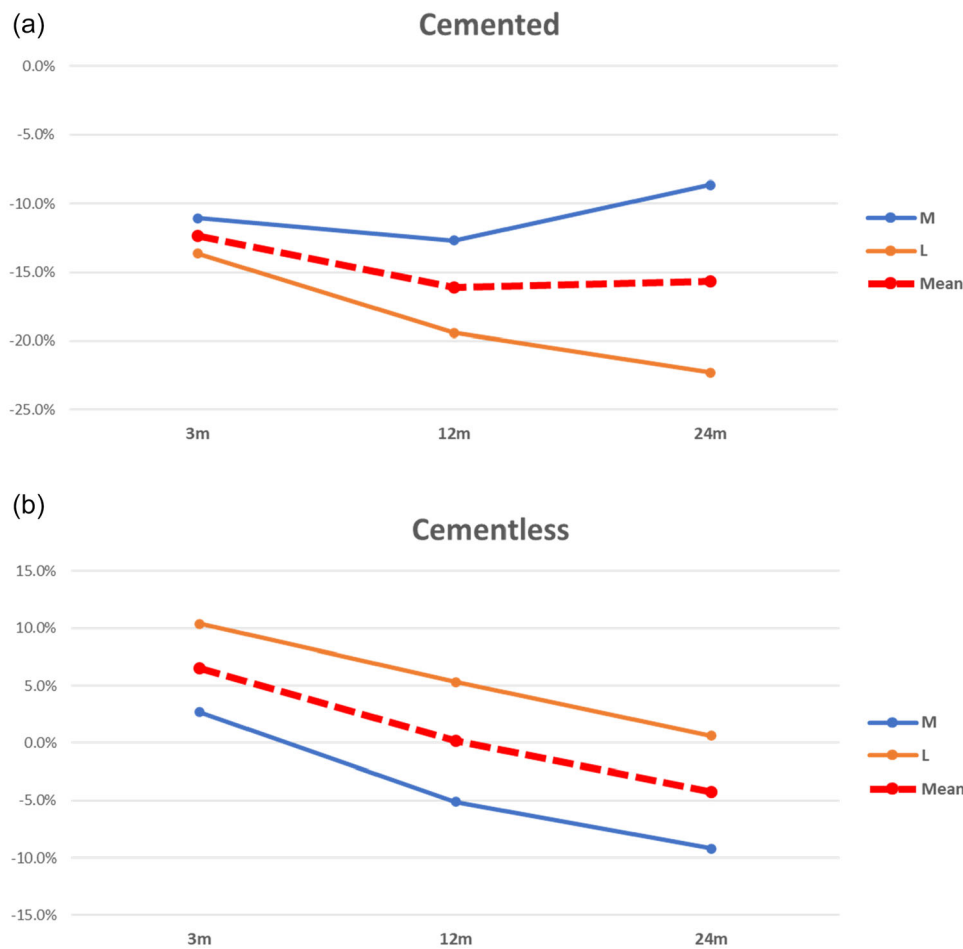 (a)
Cemented
0.0%
-5.0%
-10.0%
-15.0%
-20.0%
-25.0%
3m 12m 24m
M
L
Mean
(b)
Cementless
15.0%
10.0%
5.0%
0.0%
-5.0%
-10.0%
-15.0%
3m 12m 24m
M
L
Mean